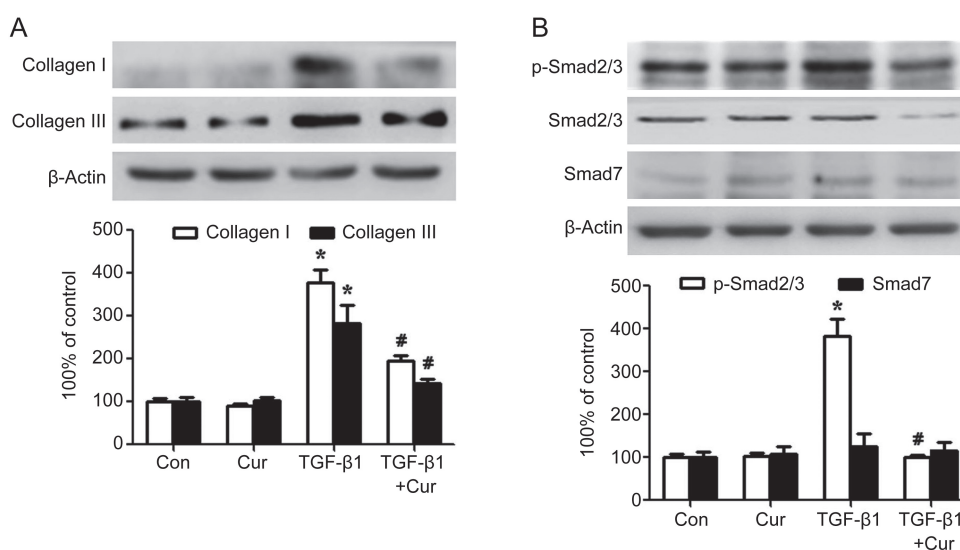 A
Collagen I
Collagen III
β-Actin
500
400
300
200
100
0
100% of control
Collagen I
Collagen III
*
*
#
#
Con
Cur
TGF-β1
TGF-β1
+Cur
B
p-Smad2/3
Smad2/3
Smad7
β-Actin
500
400
300
200
100
0
100% of control
p-Smad2/3
Smad7
*
#
Con
Cur
TGF-β1
TGF-β1
+Cur